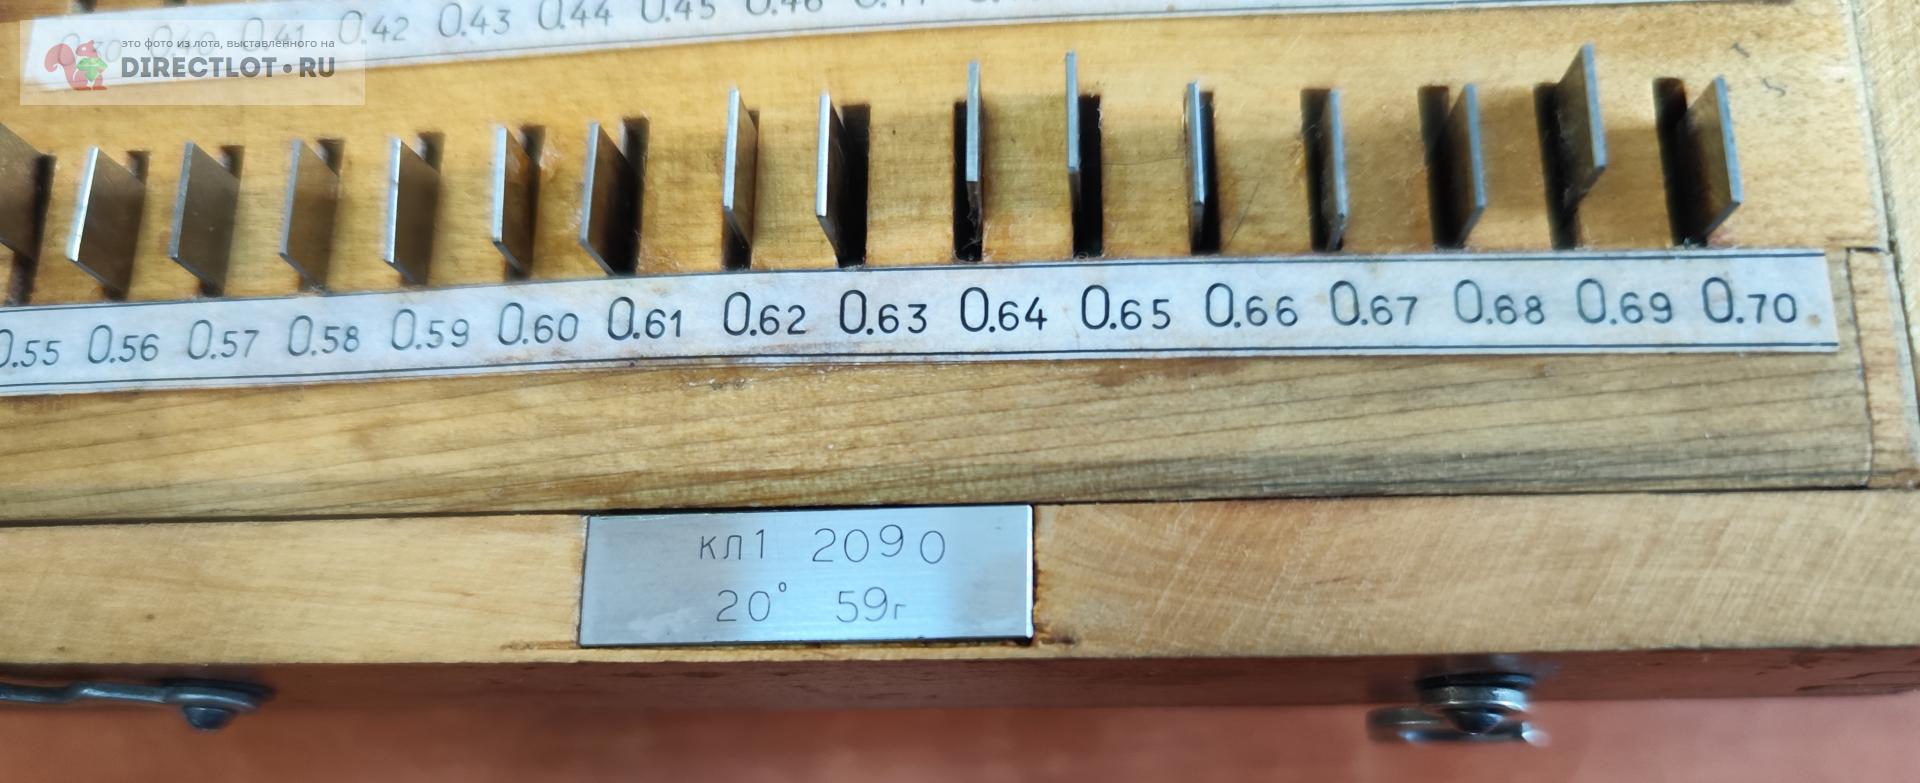 0.41 0.42 0.43 0.44 0.45 0.46
это фото из лота, выставленного на
DIRECTLOT.RU
0.55 0.56 0.57 0.58 0.59 0.60 0.61 0.62 0.63 0.64 0.65 0.66 0.67 0.68 0.69 0.70
кл1 2090
20° 59г